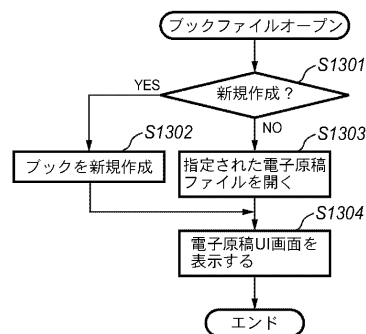 ブックファイルオープン
S1301
新規作成？
YES
NO
S1302
ブックを新規作成
S1303
指定された電子原稿
ファイルを開く
S1304
電子原稿UI画面を
表示する
エンド